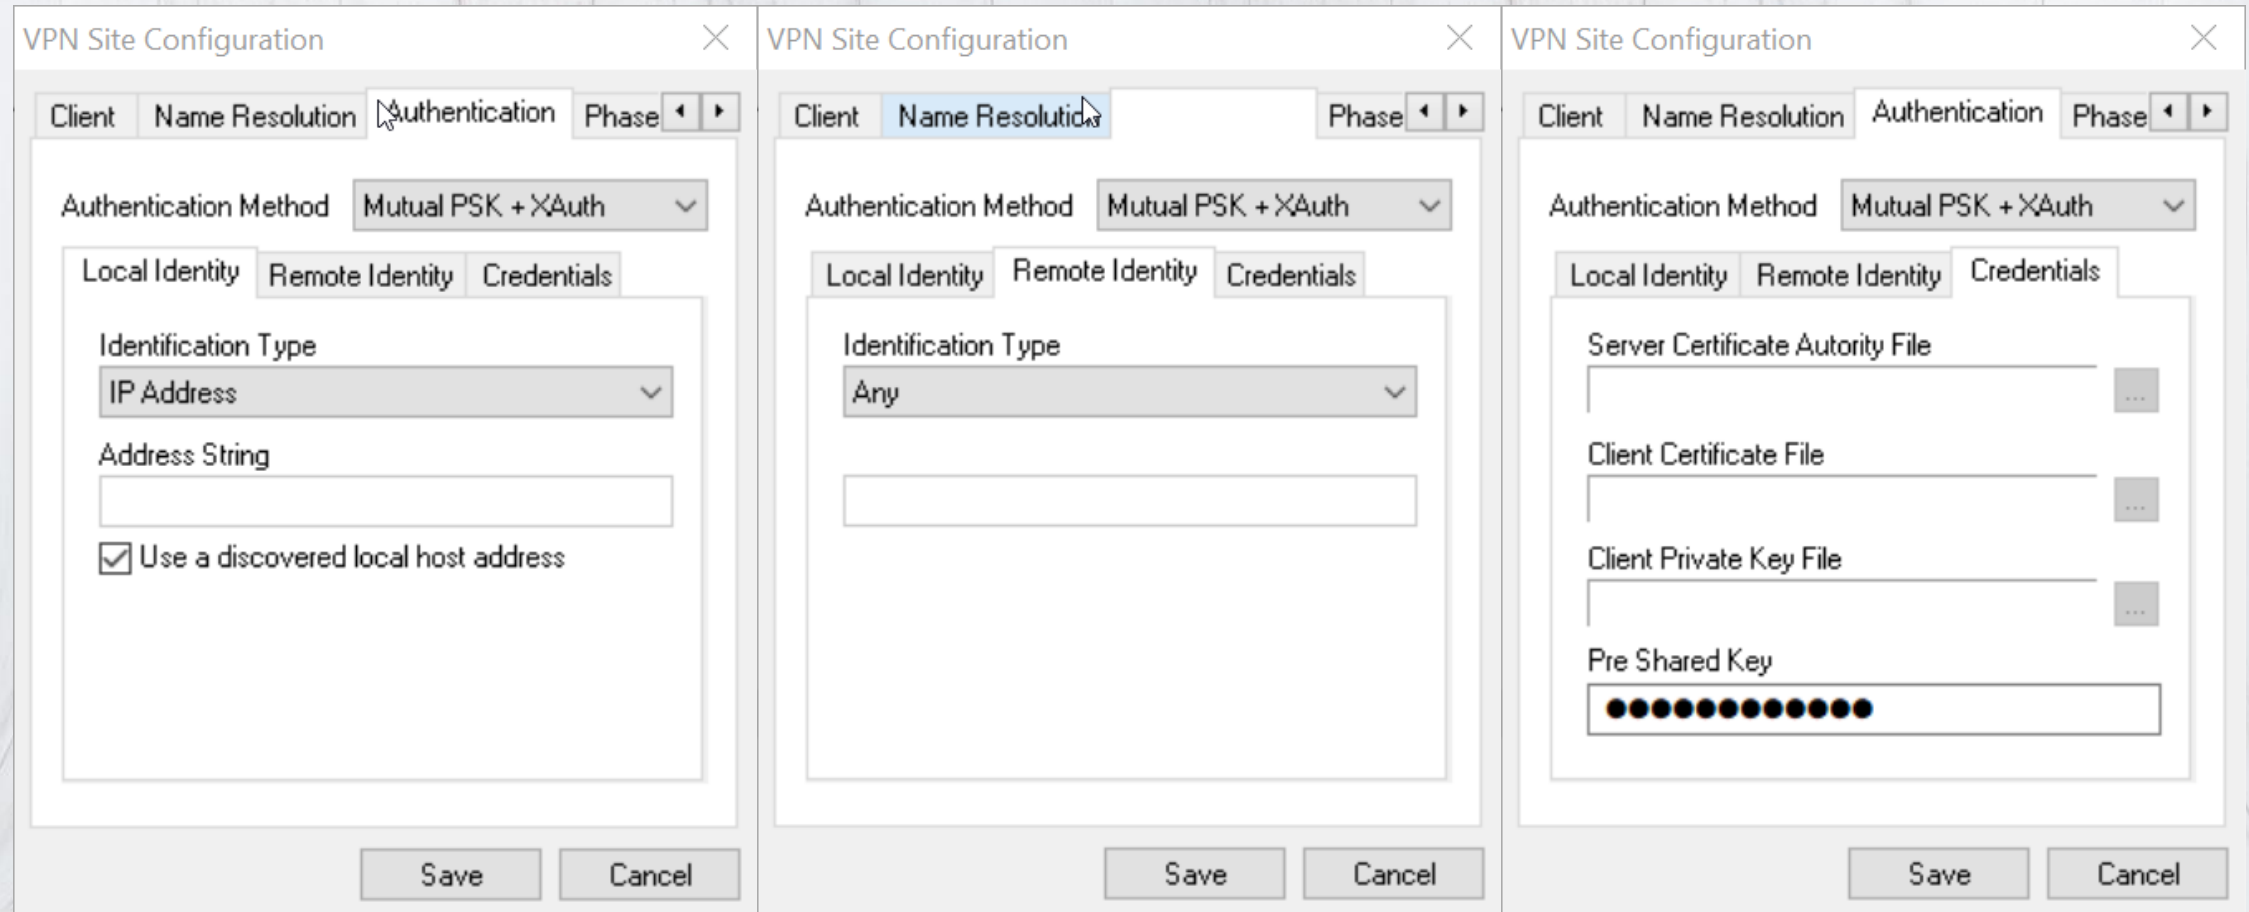 VPN Site Configuration
Client Name Resolution Authentication Phase
Authentication Method Mutual PSK + XAuth
Local Identity Remote Identity Credentials
Identification Type
IP Address
Address String
Use a discovered local host address
Save Cancel
VPN Site Configuration
Client Name Resolution Phase
Authentication Method Mutual PSK + XAuth
Local Identity Remote Identity Credentials
Identification Type
Any
Save Cancel
VPN Site Configuration
Client Name Resolution Authentication Phase
Authentication Method Mutual PSK + XAuth
Local Identity Remote Identity Credentials
Server Certificate Autority File
...
Client Certificate File
...
Client Private Key File
...
Pre Shared Key
●●●●●●●●●●●●
Save Cancel